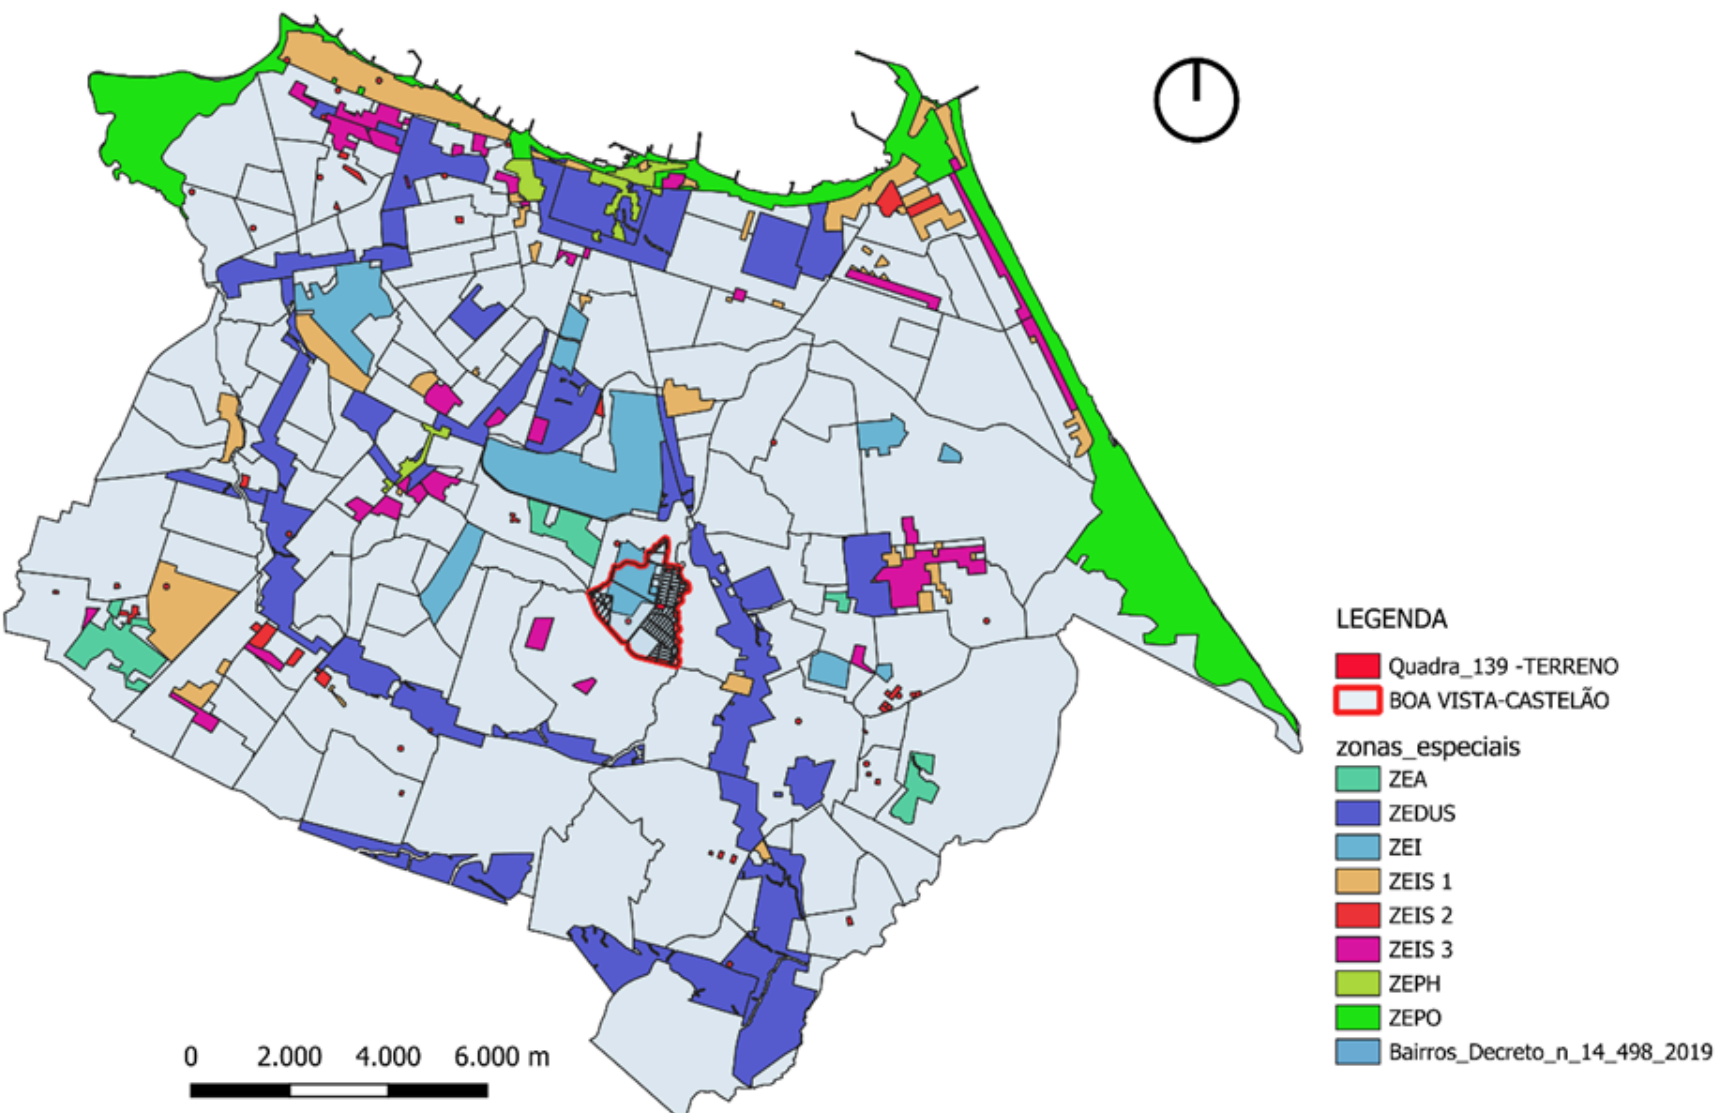 LEGENDA
Quadra_139 -TERRENO
BOA VISTA-CASTELÃO
zonas_especiais
ZEA
ZEDUS
ZEI
ZEIS 1
ZEIS 2
ZEIS 3
ZEPH
ZEPO
Bairros_Decreto_n_14_498_2019
0 2.000 4.000 6.000 m